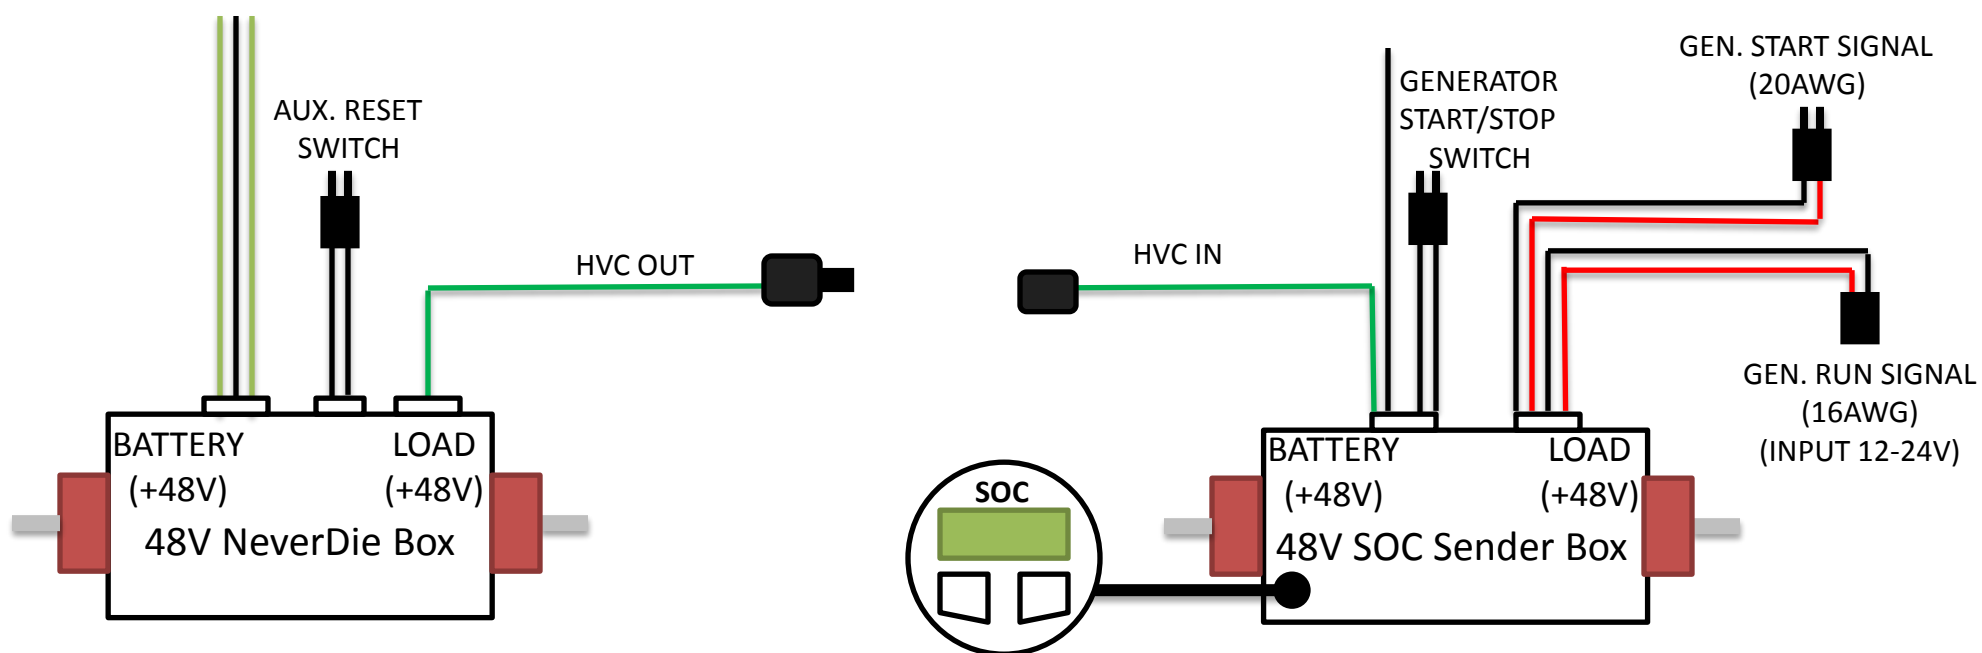 AUX. RESET
SWITCH
HVC OUT
BATTERY
(+48V)
LOAD
(+48V)
48V NeverDie Box
HVC IN
GENERATOR
START/STOP
SWITCH
GEN. START SIGNAL
(20AWG)
GEN. RUN SIGNAL
(16AWG)
(INPUT 12-24V)
SOC
BATTERY
(+48V)
LOAD
(+48V)
48V SOC Sender Box